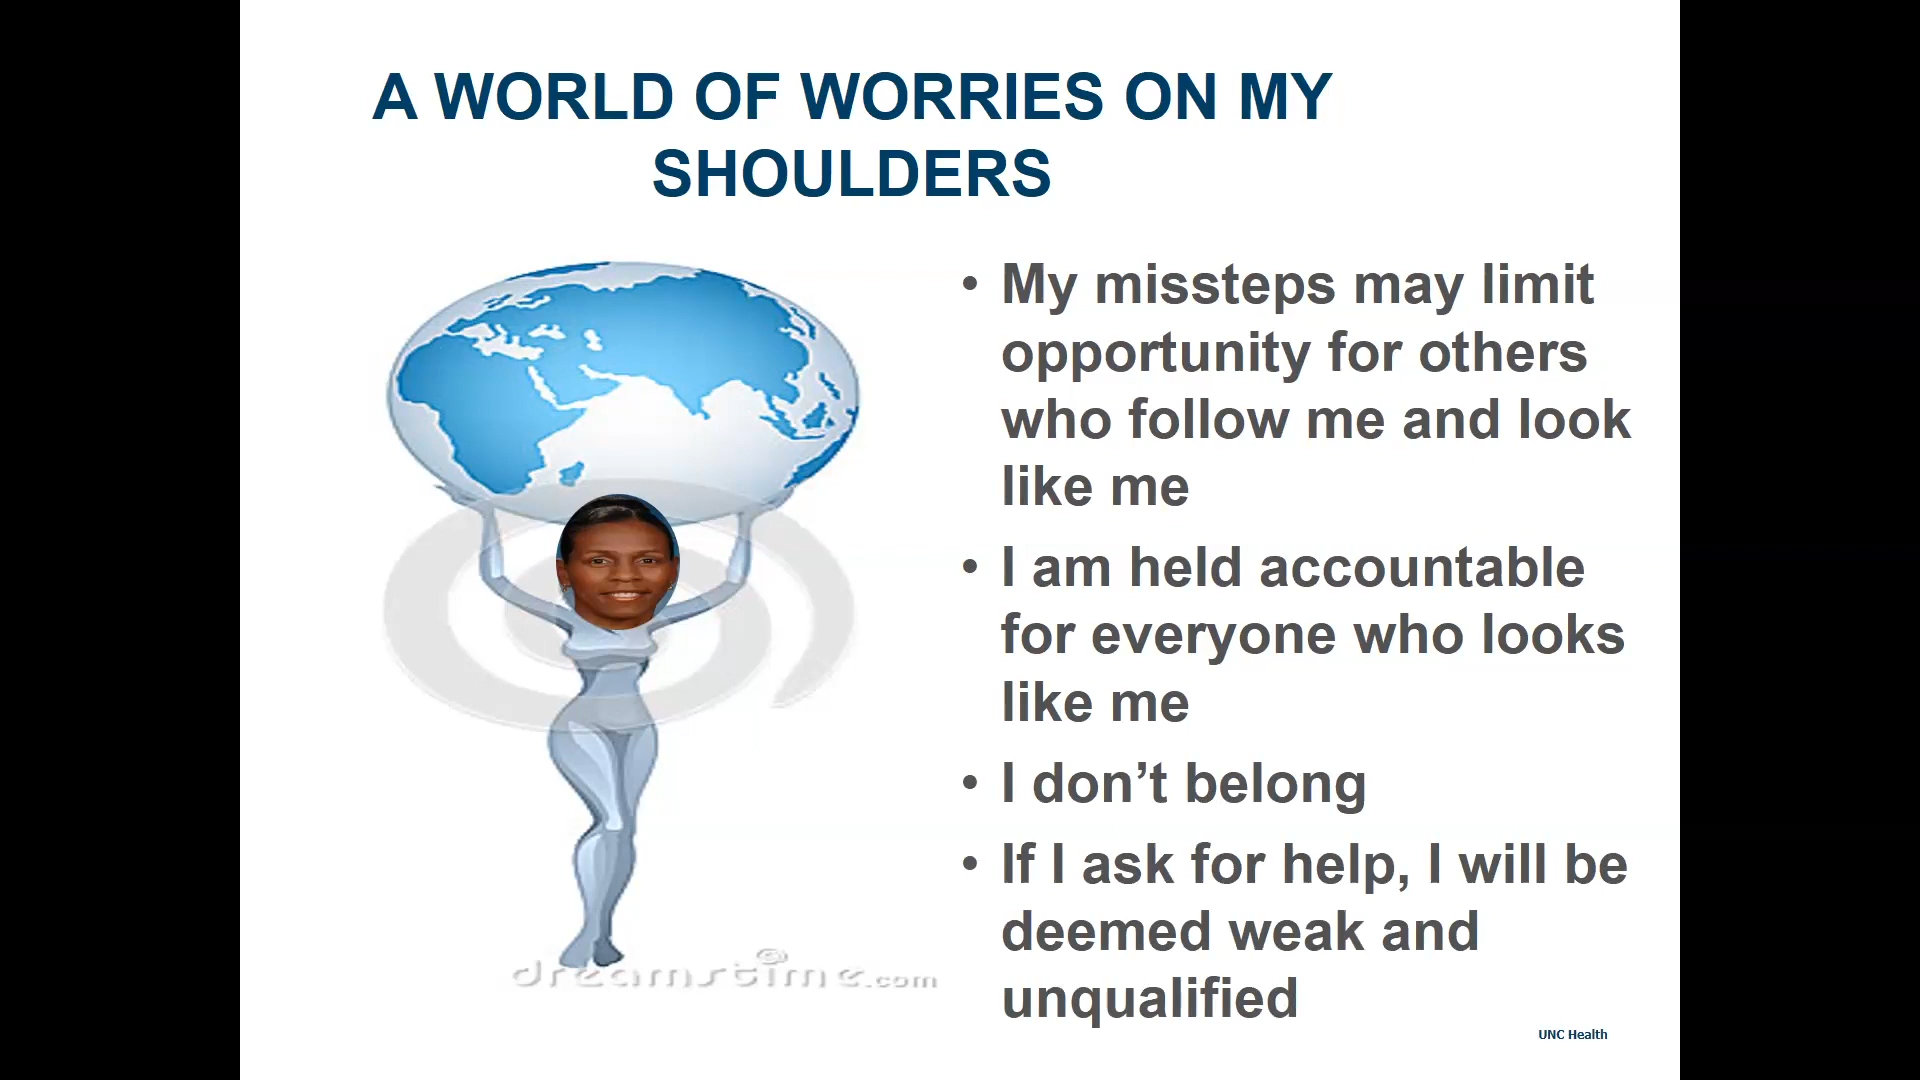 A WORLD OF WORRIES ON MY
SHOULDERS
• My missteps may limit
opportunity for others
who follow me and look
like me
• I am held accountable
for everyone who looks
like me
• I don’t belong
• If I ask for help, I will be
deemed weak and
unqualified
dreamstime.com
UNC Health